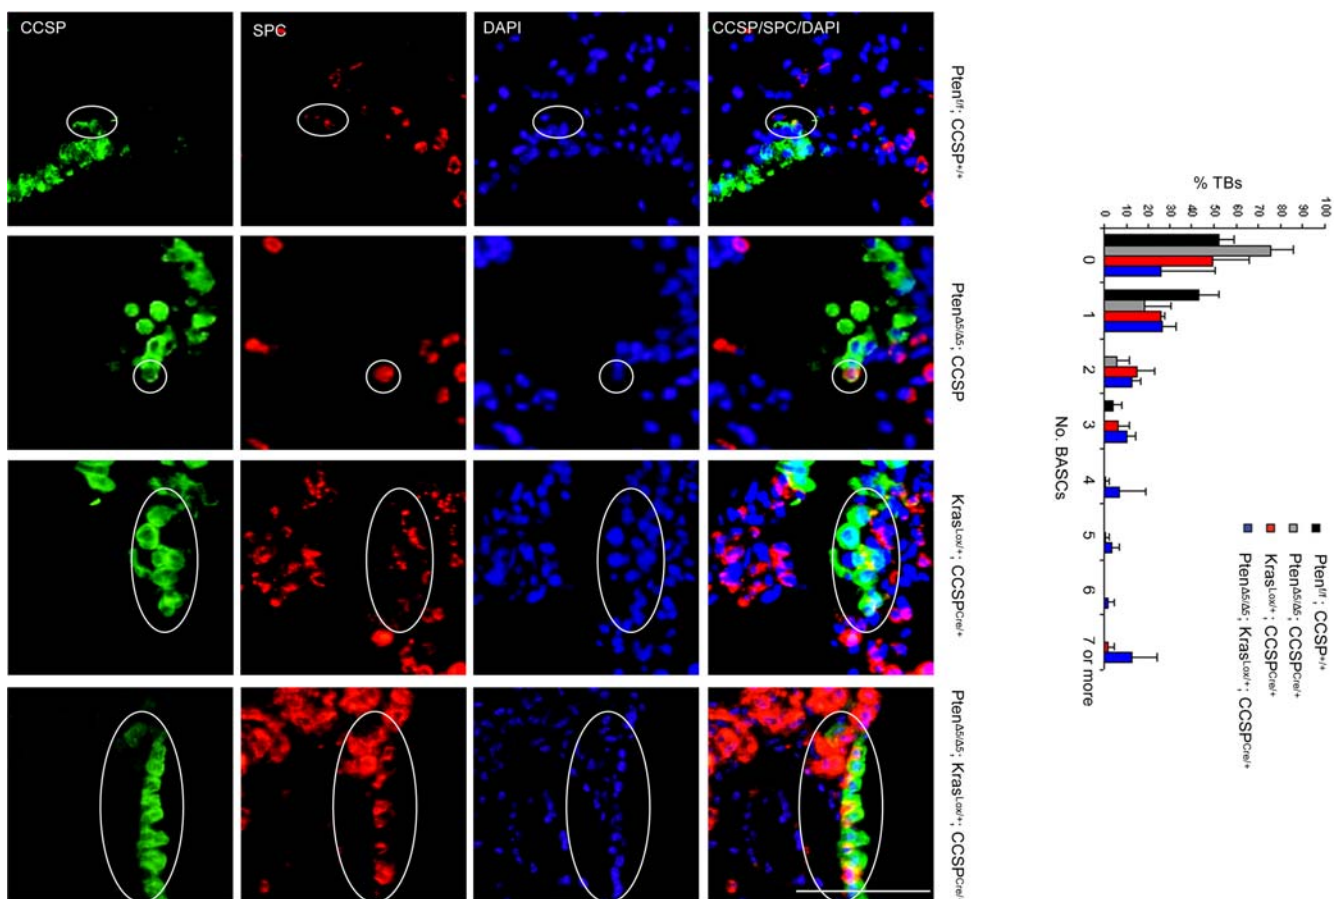 CCSP
SPC
DAPI
CCSP/SPC/DAPI
Pten^f/f; CCSP^+/+
Pten^Δ5/Δ5; CCSP
Kras^Lox/+; CCSP^Cre/+
Pten^Δ5/Δ5; Kras^Lox/+; CCSP^Cre/
% TBs
0 10 20 30 40 50 60 70 80 90 100
0 1 2 3 4 5 6 7 or more
No. BASCs
Pten^f/f; CCSP^+/+
Pten^Δ5/Δ5; CCSP^Cre/+
Kras^Lox/+; CCSP^Cre/+
Pten^Δ5/Δ5; Kras^Lox/+; CCSP^Cre/+